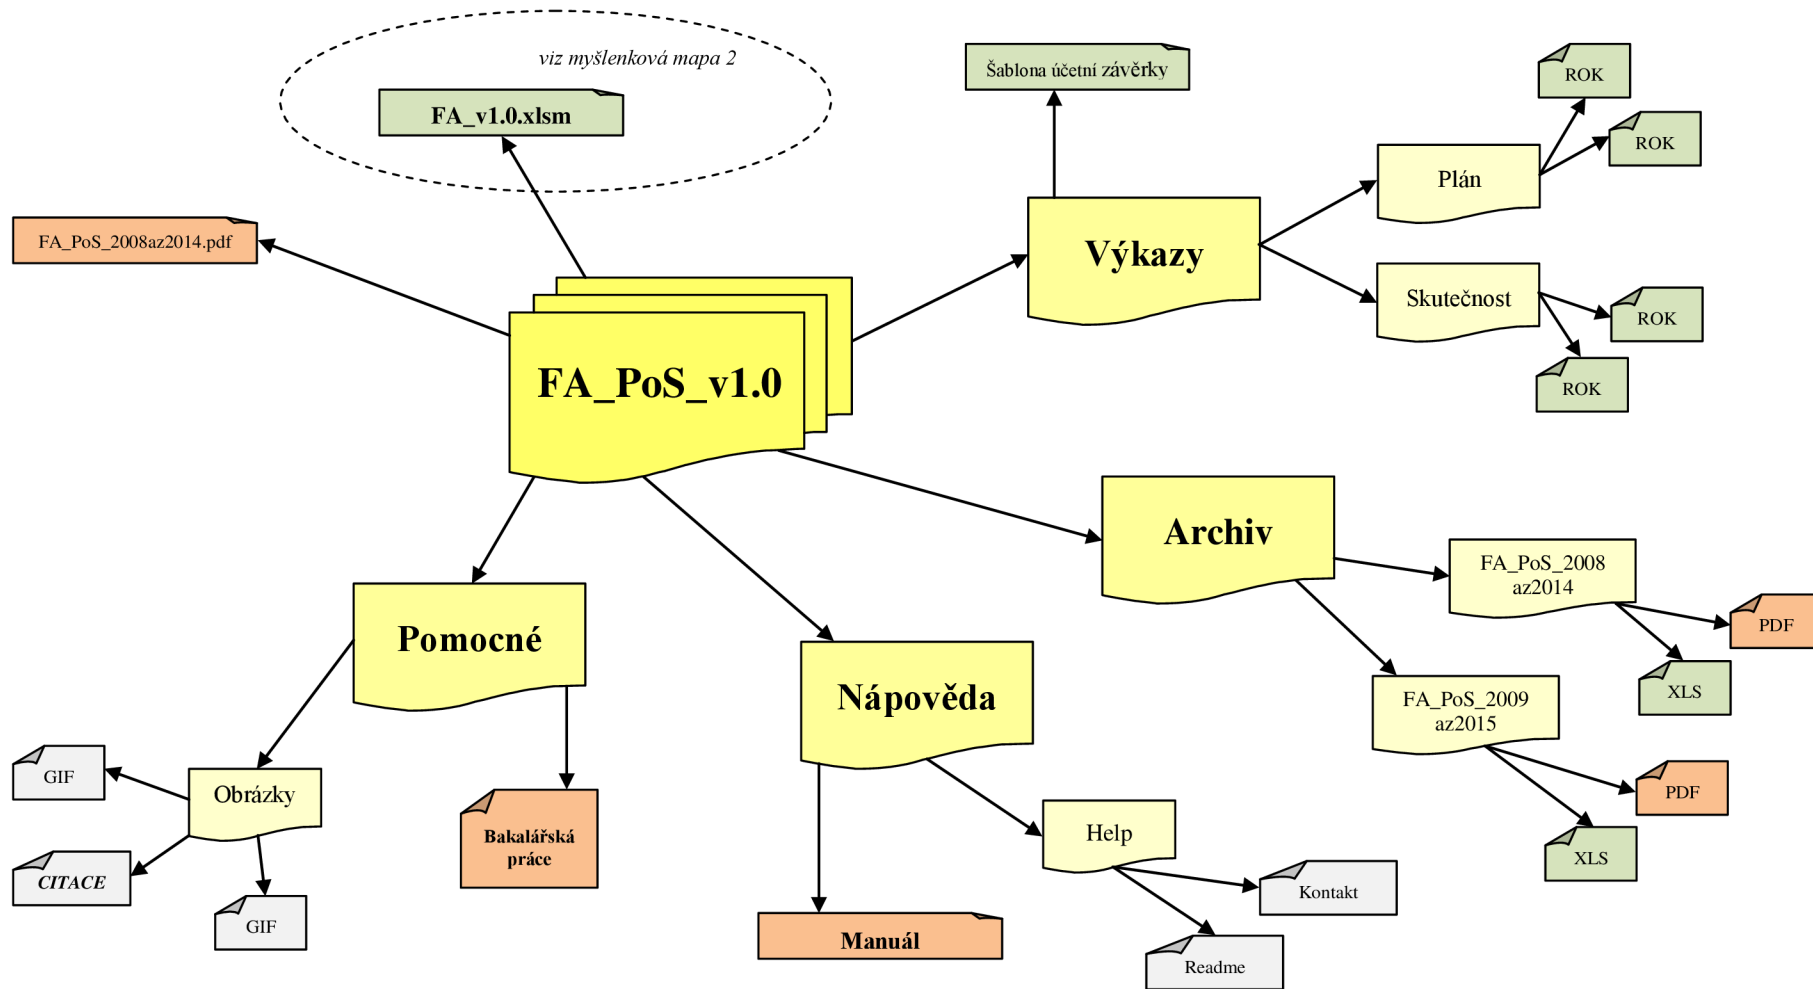 viz myšlenková mapa 2
FA_v1.0.xlsm
FA_PoS_2008az2014.pdf
FA_PoS_v1.0
Šablona účetní závěrky
Výkazy
Plán
ROK
ROK
Skutečnost
ROK
ROK
Archiv
FA_PoS_2008
az2014
PDF
XLS
FA_PoS_2009
az2015
PDF
XLS
Pomocné
Obrázky
GIF
CITACE
GIF
Bakalářská
práce
Nápověda
Manuál
Help
Kontakt
Readme